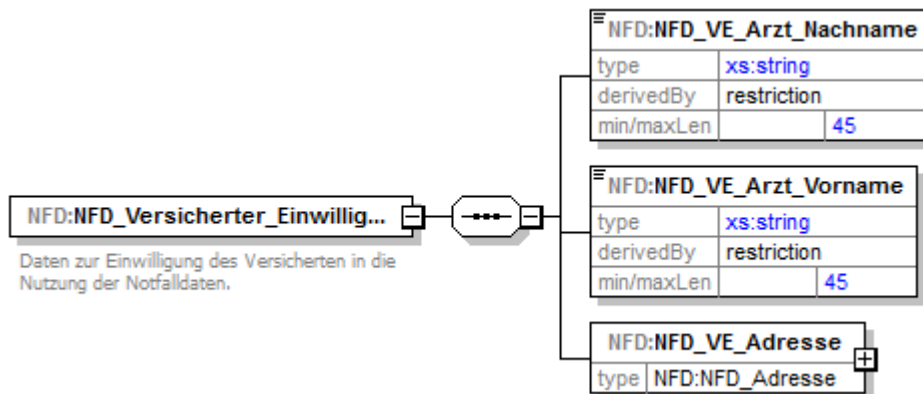 NFD:NFD_VE_Arzt_Nachname
type xs:string
derivedBy restriction
min/maxLen 45
NFD:NFD_VE_Arzt_Vorname
type xs:string
derivedBy restriction
min/maxLen 45
NFD:NFD_Versicherter_Einwillig...
Daten zur Einwilligung des Versicherten in die
Nutzung der Notfalldaten.
NFD:NFD_VE_Adresse
type NFD:NFD_Adresse